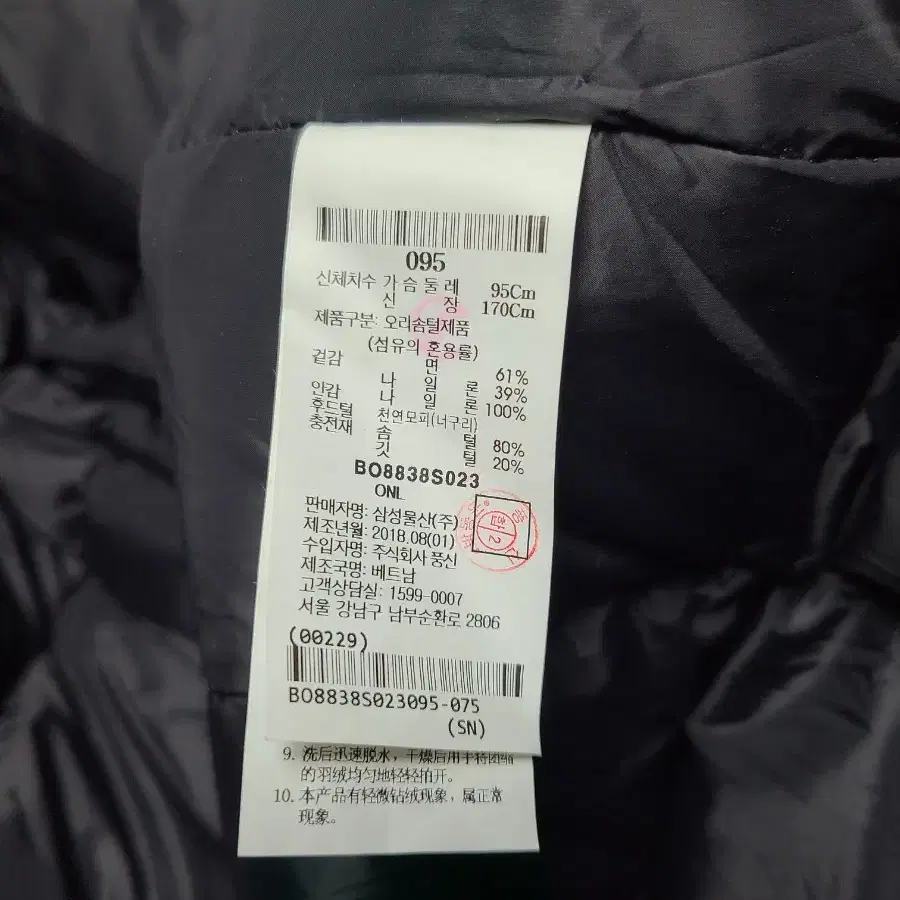 095
신체치수 가슴둘레 95Cm
신 장 170Cm
제품구분: 오리솜털제품
(섬유의 혼용률)
겉감 면 61%
나 일 론 39%
안감 나 일 론 100%
후드털 천연모피(너구리)
충전재 솜 털 80%
깃 털 20%
BO8838S023
ONL
판매자명: 삼성물산(주)
제조년월: 2018.08(01)
수입자명: 주식회사 풍신
제조국명: 베트남
고객상담실: 1599-0007
서울 강남구 남부순환로 2806
(00229)
BO8838S023095-075
(SN)
9. 洗后迅速脱水，干燥后用手将团缩
的羽绒均匀地轻轻拍开。
10. 本产品有轻微钻绒现象，属正常
现象。